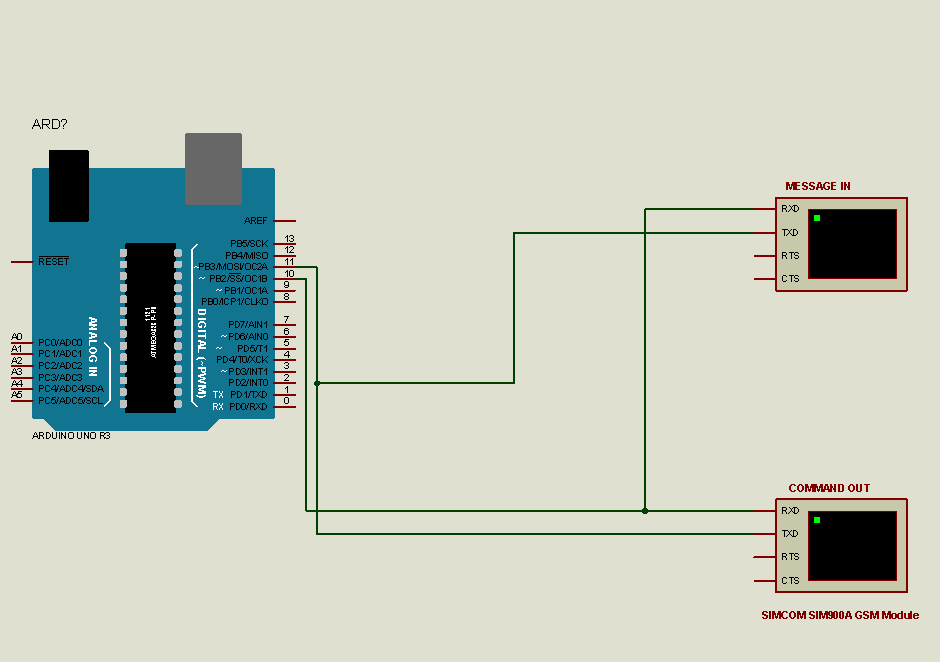 ARD?
MESSAGE IN
RXD
TXD
RTS
CTS
AREF
PB5/SCK 13
PB4/MISO 12
~PB3/MOSI/OC2A 11
~ PB2/SS/OC1B 10
~ PB1/OC1A 9
PB0/ICP1/CLKO 8
PD7/AIN1 7
~ PD6/AIN0 6
~ PD5/T1 5
PD4/T0/XCK 4
~ PD3/INT1 3
PD2/INT0 2
TX PD1/TXD 1
RX PD0/RXD 0
RESET
A0 PC0/ADC0
A1 PC1/ADC1
A2 PC2/ADC2
A3 PC3/ADC3
A4 PC4/ADC4/SDA
A5 PC5/ADC5/SCL
ANALOG IN
DIGITAL (~PWM)
ARDUINO UNO R3
COMMAND OUT
RXD
TXD
RTS
CTS
SIMCOM SIM900A GSM Module